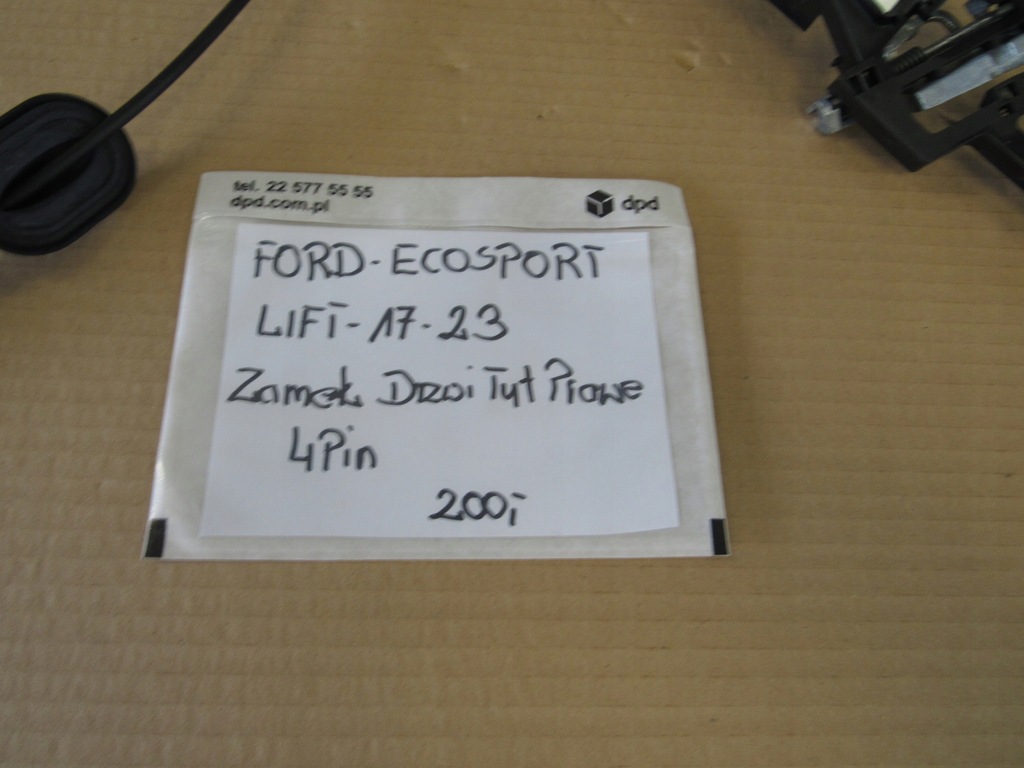 tel. 22 577 55 55
dpd.com.pl
dpd
FORD-ECOSPORT
LIFT-17-23
Zamek Drzwi Tył Prawe
4Pin
200,-